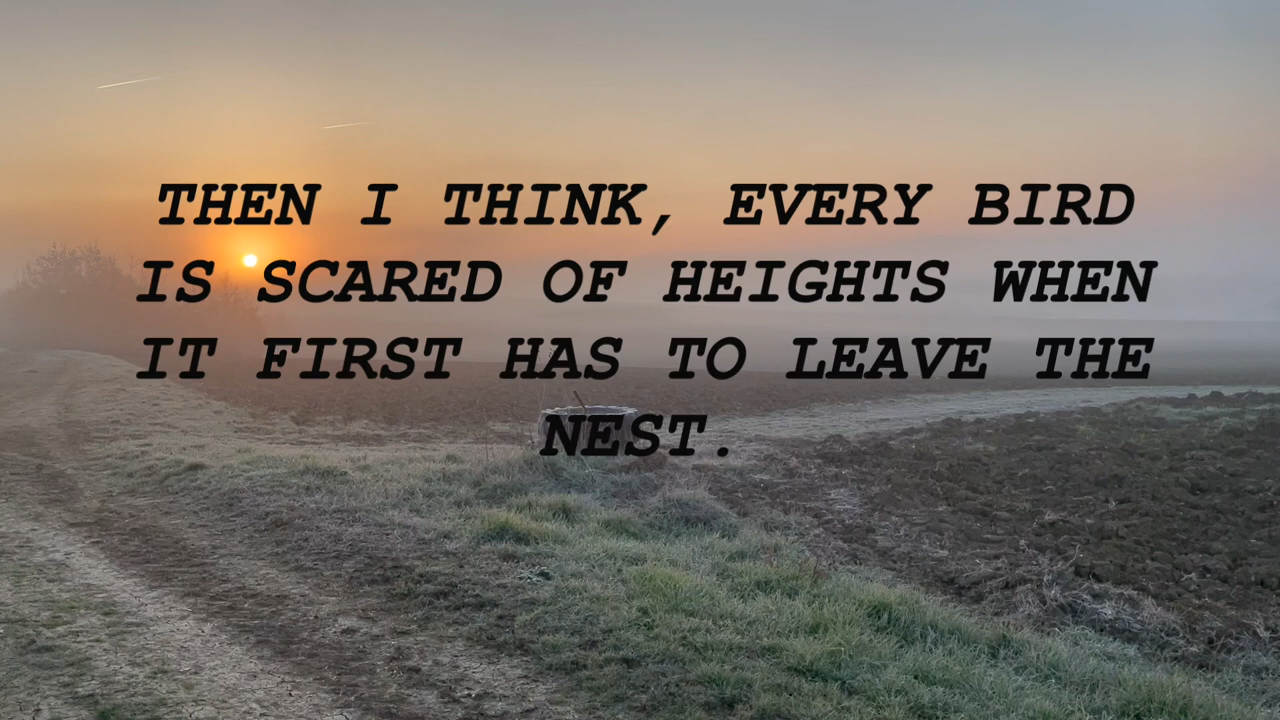 THEN I THINK, EVERY BIRD
IS SCARED OF HEIGHTS WHEN
IT FIRST HAS TO LEAVE THE
NEST.